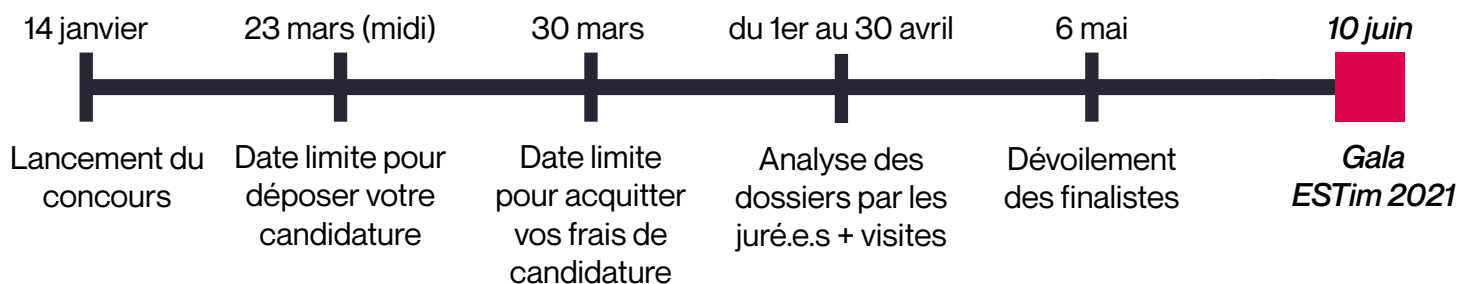 14 janvier
23 mars (midi)
30 mars
du 1er au 30 avril
6 mai
10 juin
Lancement du
concours
Date limite pour
déposer votre
candidature
Date limite
pour acquitter
vos frais de
candidature
Analyse des
dossiers par les
juré.e.s + visites
Dévoilement
des finalistes
Gala
ESTim 2021